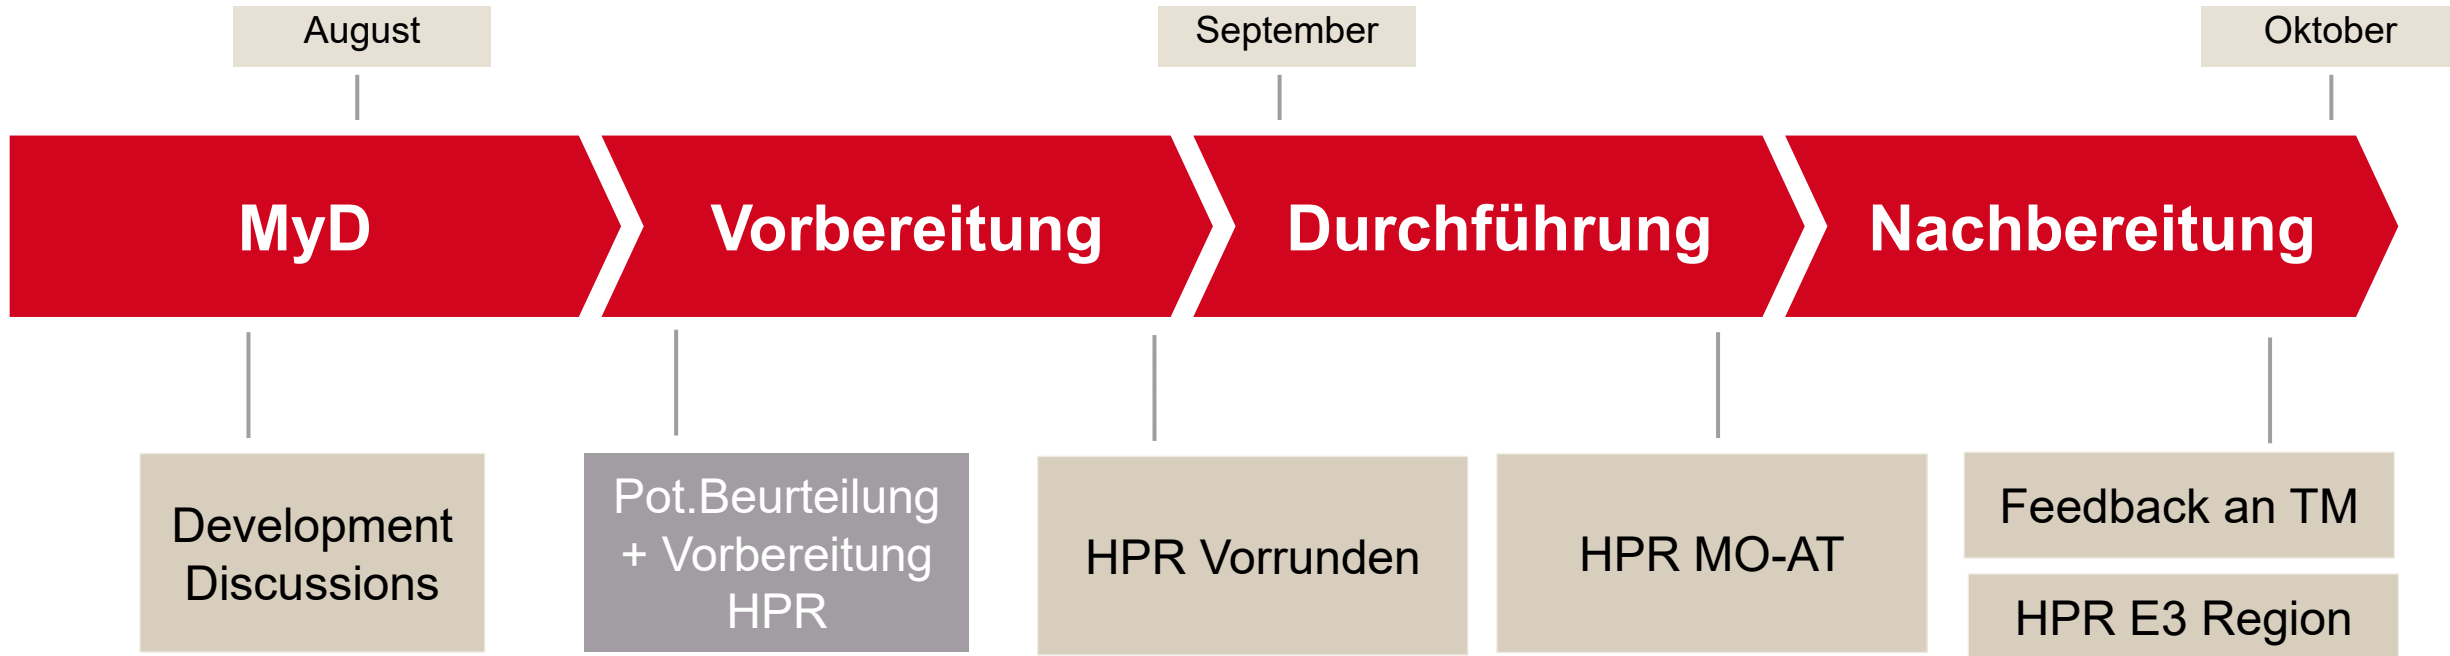 August
September
Oktober
MyD
Vorbereitung
Durchführung
Nachbereitung
Development
Discussions
Pot.Beurteilung
+ Vorbereitung
HPR
HPR Vorrunden
HPR MO-AT
Feedback an TM
HPR E3 Region